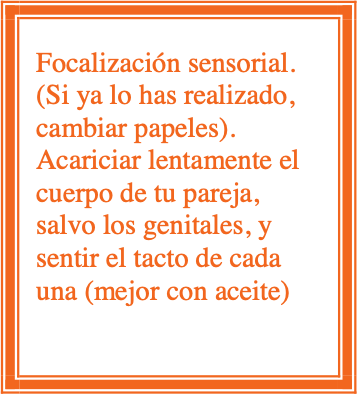 Focalización sensorial.
(Si ya lo has realizado,
cambiar papeles).
Acariciar lentamente el
cuerpo de tu pareja,
salvo los genitales, y
sentir el tacto de cada
una (mejor con aceite)